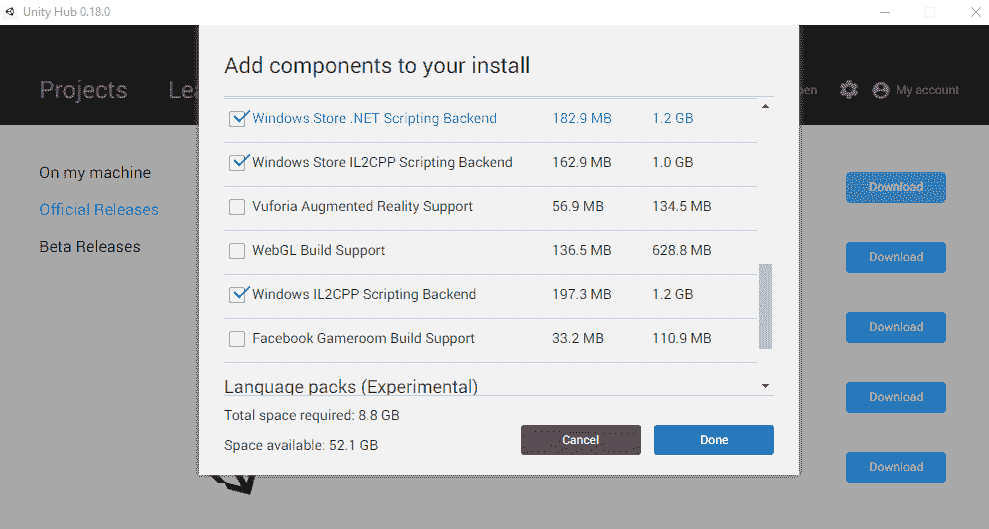 Unity Hub 0.18.0
Add components to your install
Projects
My account
Windows Store .NET Scripting Backend 182.9 MB 1.2 GB
Windows Store IL2CPP Scripting Backend 162.9 MB 1.0 GB
On my machine
Download
Official Releases
Vuforia Augmented Reality Support 56.9 MB 134.5 MB
Beta Releases
WebGL Build Support 136.5 MB 628.8 MB
Download
Windows IL2CPP Scripting Backend 197.3 MB 1.2 GB
Facebook Gameroom Build Support 33.2 MB 110.9 MB
Download
Language packs (Experimental)
Download
Total space required: 8.8 GB
Space available: 52.1 GB
Cancel
Done
Download